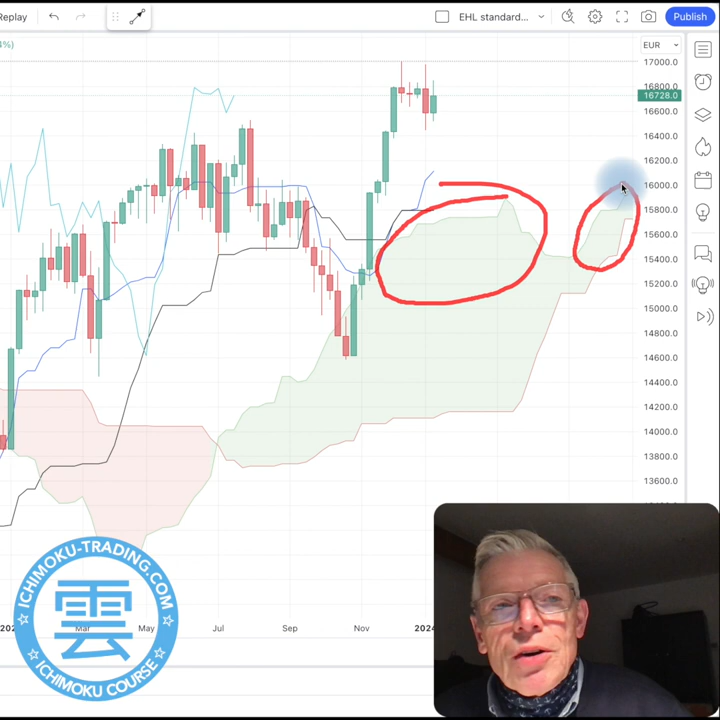 Replay
EHL standard...
Publish
4%)
EUR
17000.0
16800.0
16728.0
16600.0
16400.0
16200.0
16000.0
15800.0
15600.0
15400.0
15200.0
15000.0
14800.0
14600.0
14400.0
14200.0
14000.0
13800.0
13600.0
Mar
May
Jul
Sep
Nov
2024
ICHIMOKU-TRADING.COM
雲
ICHIMOKU COURSE